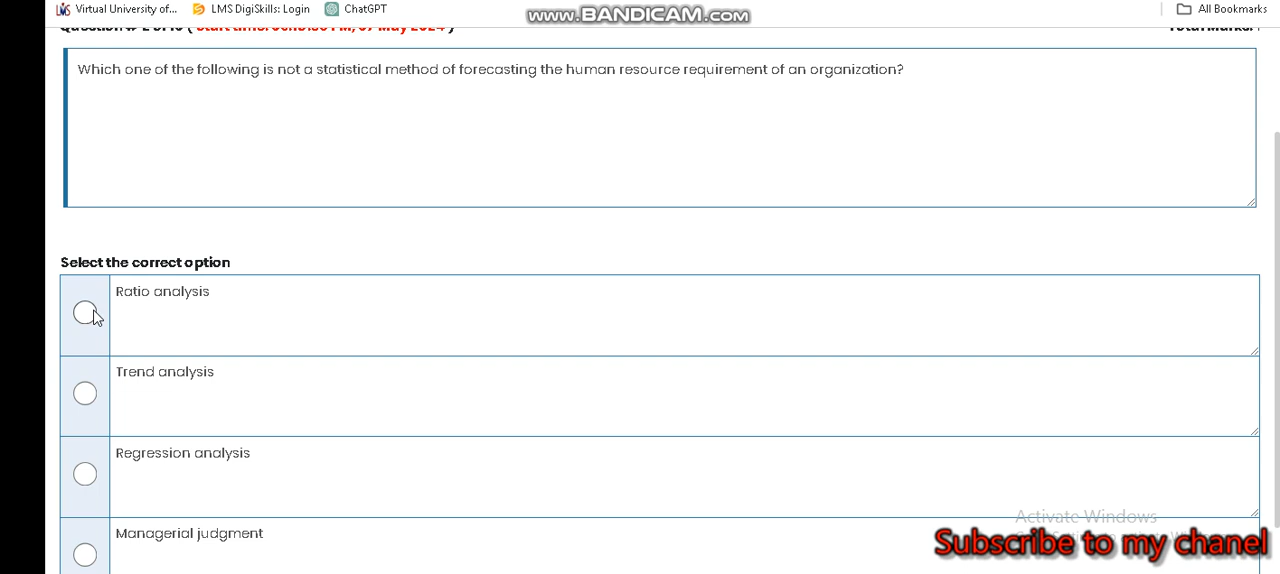 Virtual University of... LMS DigiSkills: Login ChatGPT www.BANDICAM.com All Bookmarks
Which one of the following is not a statistical method of forecasting the human resource requirement of an organization?
Select the correct option
Ratio analysis
Trend analysis
Regression analysis
Managerial judgment
Activate Windows
Subscribe to my chanel